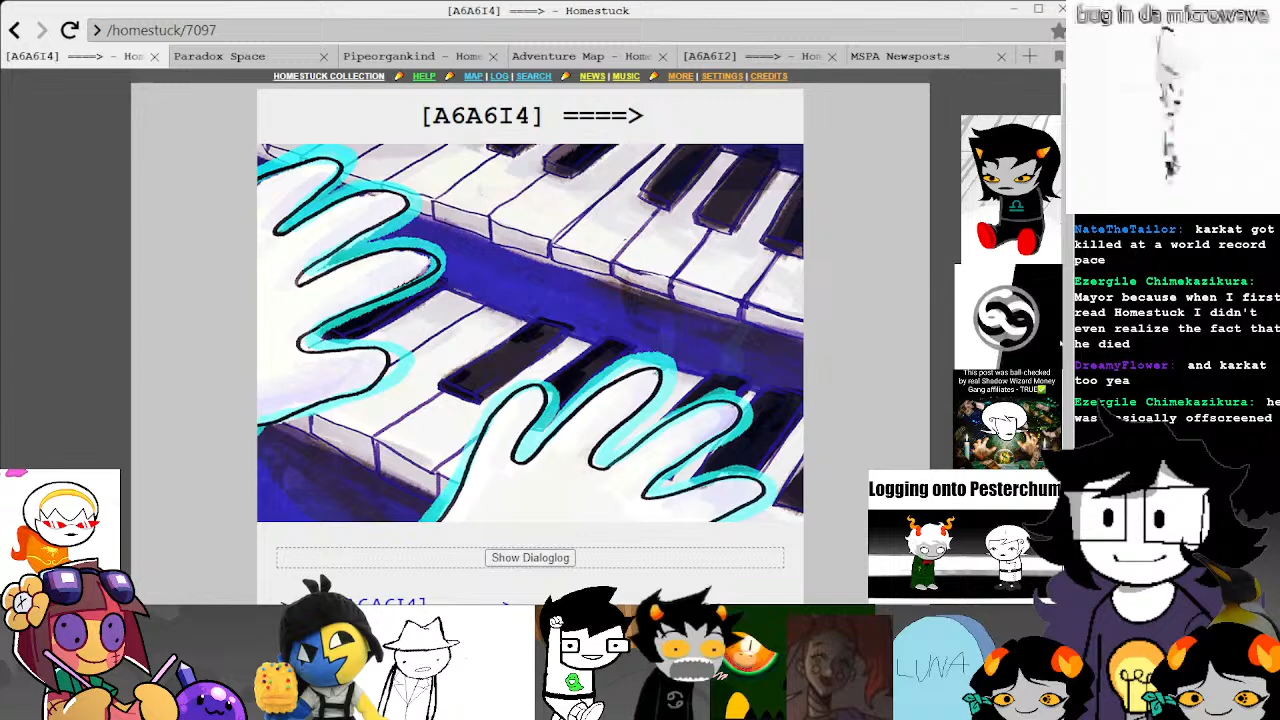 [A6A6I4] ====> - Homestuck
/homestuck/7097
[A6A6I4] ====> - Hom
Paradox Space
Pipeorgankind - Home
Adventure Map - Home
[A6I2] ====> - Hom
MSPA Newsposts
HOMESTUCK COLLECTION HELP MAP | LOG | SEARCH NEWS | MUSIC MORE | SETTINGS | CREDITS
[A6A6I4] ====>
Show Dialoglog
bug in da microwave
NateTheTailor: karkat got
killed at a world record
pace
Ezergile Chimekazikura:
Mayor because when I first
read Homestuck I didn't
even realize the fact that
he died
DreamyFlower: and karkat
too yea
Ezergile Chimekazikura: he
was offscreened
This post was ball-checked
by real Shadow Wizard Money
Gang affiliates - TRUE✅
Logging onto Pesterchum
LUNA